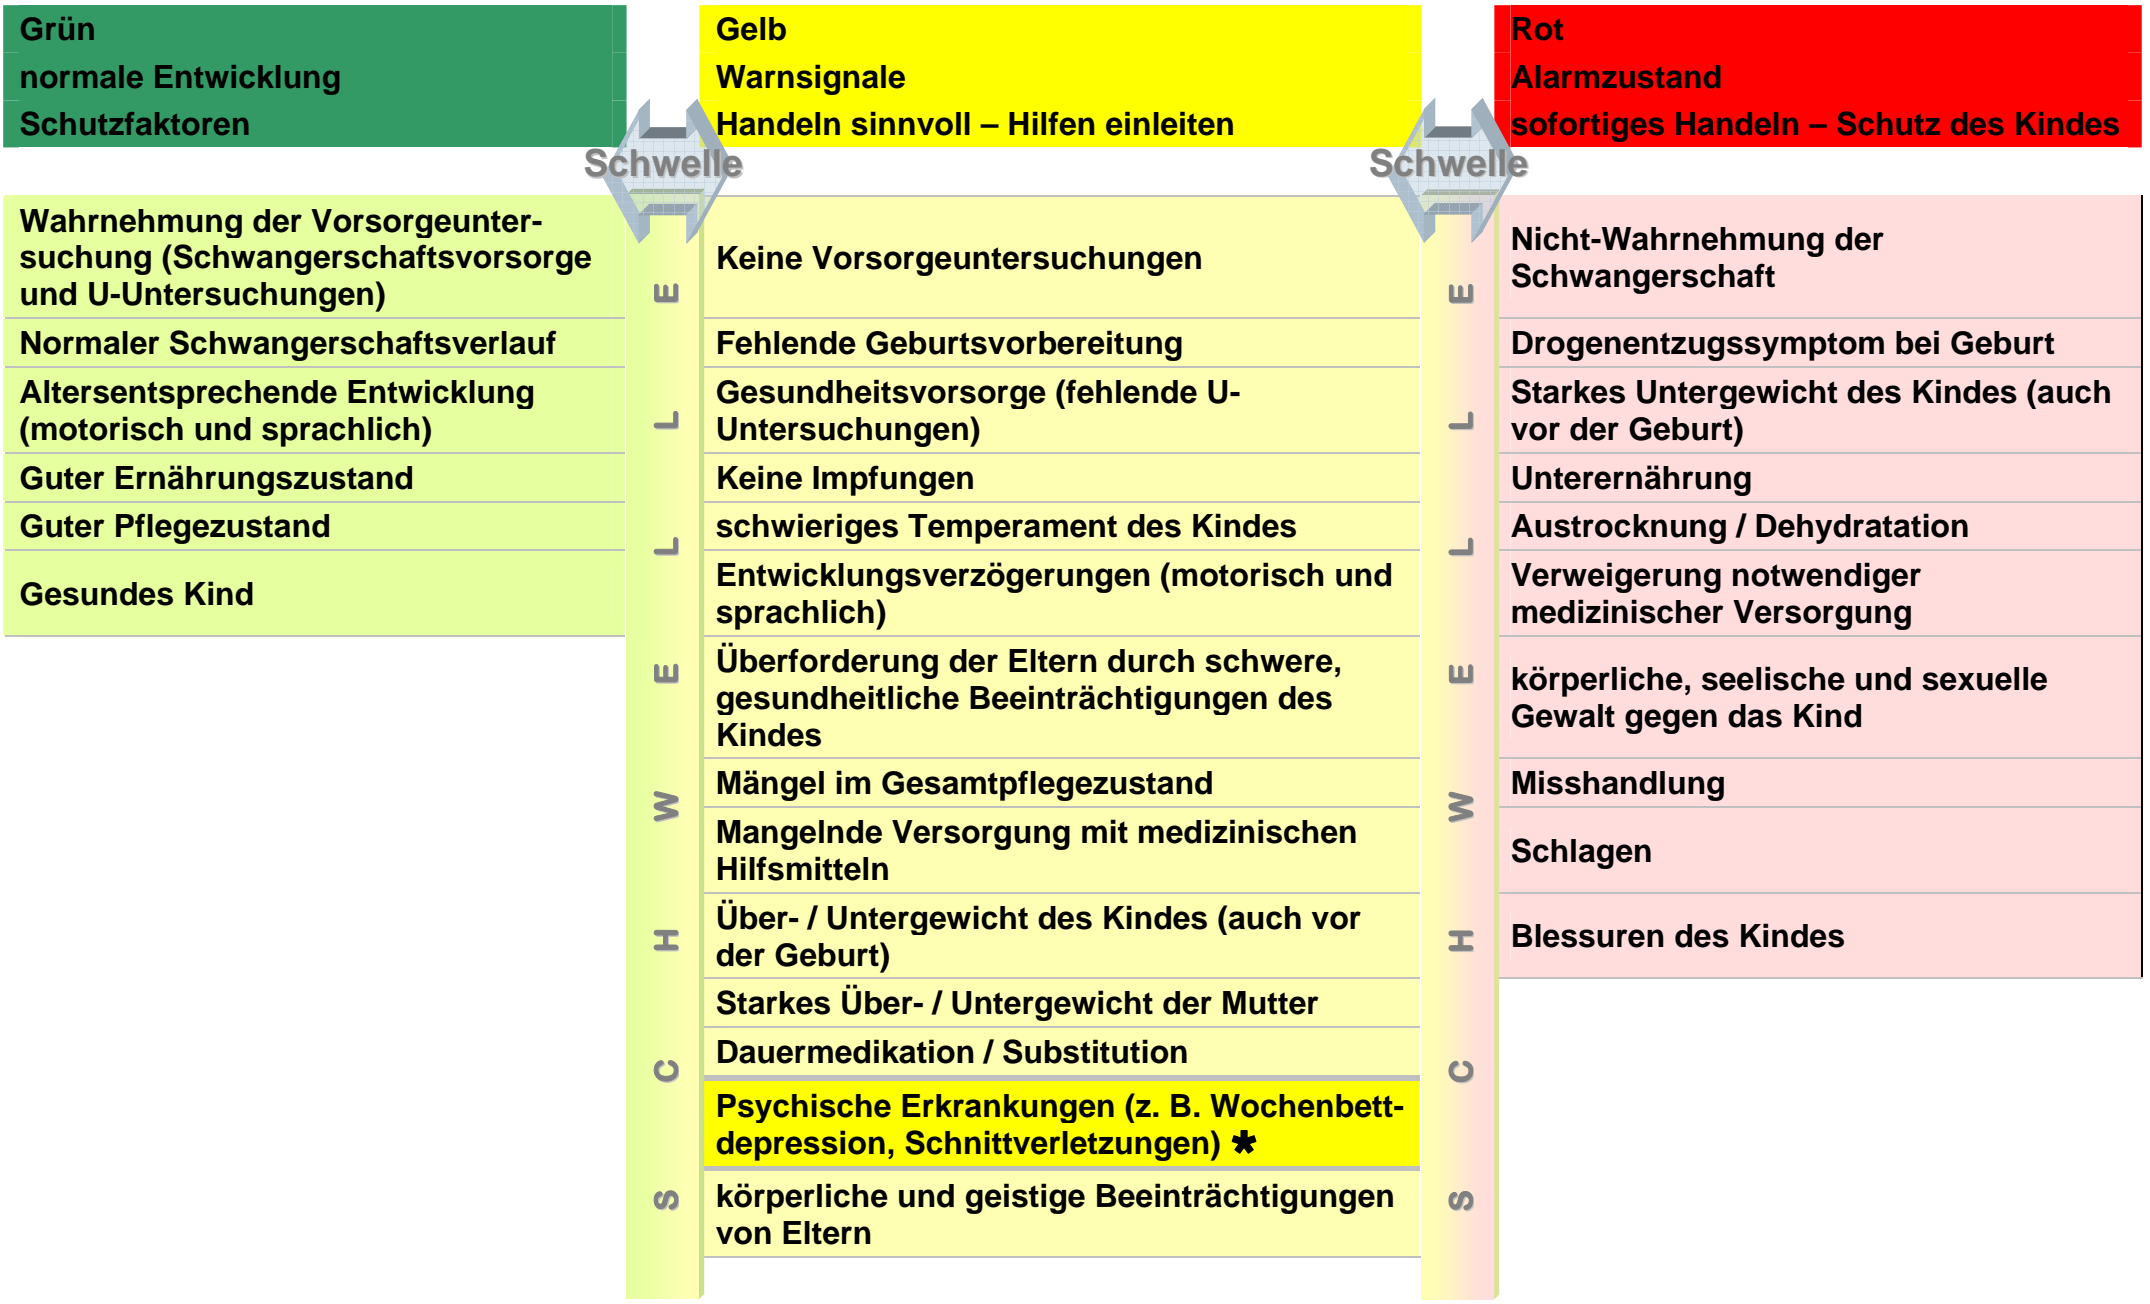 Grün
normale Entwicklung
Schutzfaktoren
Gelb
Warnsignale
Handeln sinnvoll – Hilfen einleiten
Rot
Alarmzustand
sofortiges Handeln – Schutz des Kindes
Schwelle
Schwelle
Wahrnehmung der Vorsorgeunter-
suchung (Schwangerschaftsvorsorge
und U-Untersuchungen)
Normaler Schwangerschaftsverlauf
Altersentsprechende Entwicklung
(motorisch und sprachlich)
Guter Ernährungszustand
Guter Pflegezustand
Gesundes Kind
SCHWELLE
Keine Vorsorgeuntersuchungen
Fehlende Geburtsvorbereitung
Gesundheitsvorsorge (fehlende U-
Untersuchungen)
Keine Impfungen
schwieriges Temperament des Kindes
Entwicklungsverzögerungen (motorisch und
sprachlich)
Überforderung der Eltern durch schwere,
gesundheitliche Beeinträchtigungen des
Kindes
Mängel im Gesamtpflegezustand
Mangelnde Versorgung mit medizinischen
Hilfsmitteln
Über- / Untergewicht des Kindes (auch vor
der Geburt)
Starkes Über- / Untergewicht der Mutter
Dauermedikation / Substitution
Psychische Erkrankungen (z. B. Wochenbett-
depression, Schnittverletzungen) *
körperliche und geistige Beeinträchtigungen
von Eltern
SCHWELLE
Nicht-Wahrnehmung der
Schwangerschaft
Drogenentzugssymptom bei Geburt
Starkes Untergewicht des Kindes (auch
vor der Geburt)
Unterernährung
Austrocknung / Dehydratation
Verweigerung notwendiger
medizinischer Versorgung
körperliche, seelische und sexuelle
Gewalt gegen das Kind
Misshandlung
Schlagen
Blessuren des Kindes